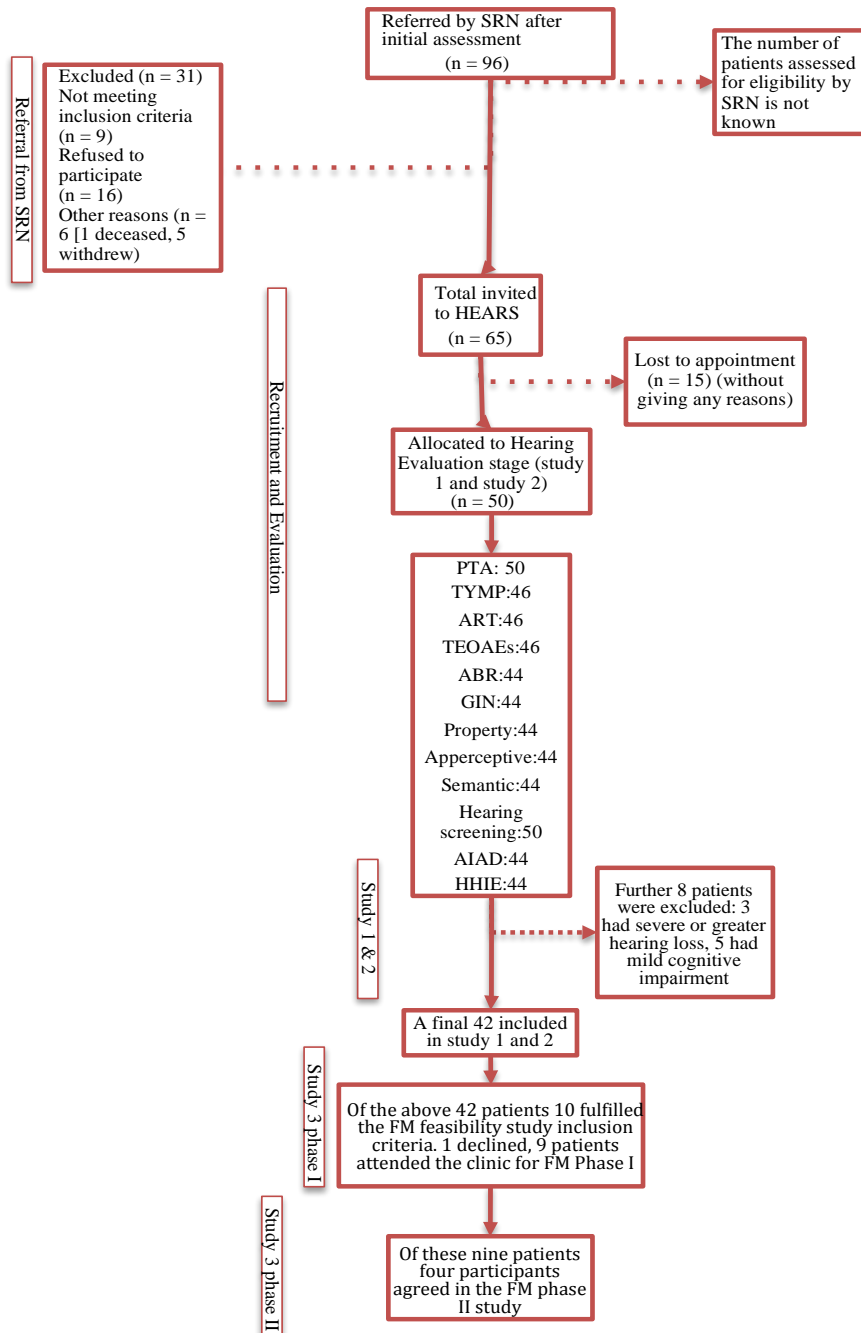 Referred by SRN after
initial assessment
(n = 96)
The number of
patients assessed
for eligibility by
SRN is not
known
Referral from SRN
Excluded (n = 31)
Not meeting
inclusion criteria
(n = 9)
Refused to
participate
(n = 16)
Other reasons (n =
6 [1 deceased, 5
withdrew)
Recruitment and Evaluation
Total invited
to HEARS
(n = 65)
Lost to appointment
(n = 15) (without
giving any reasons)
Allocated to Hearing
Evaluation stage (study
1 and study 2)
(n = 50)
PTA: 50
TYMP:46
ART:46
TEOAEs:46
ABR:44
GIN:44
Property:44
Apperceptive:44
Semantic:44
Hearing
screening:50
AIAD:44
HHIE:44
Study 1 & 2
Further 8 patients
were excluded: 3
had severe or greater
hearing loss, 5 had
mild cognitive
impairment
A final 42 included
in study 1 and 2
Study 3 phase I
Of the above 42 patients 10 fulfilled
the FM feasibility study inclusion
criteria. 1 declined, 9 patients
attended the clinic for FM Phase I
Study 3 phase II
Of these nine patients
four participants
agreed in the FM phase
II study